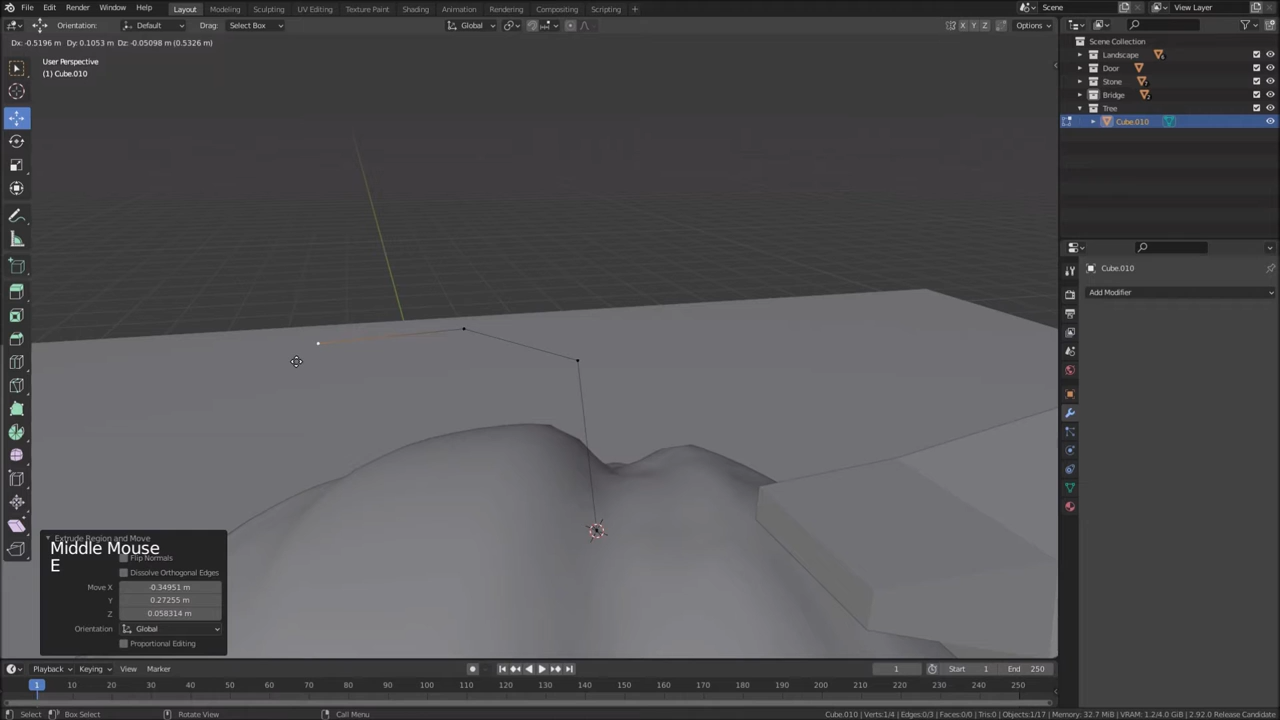 File Edit Render Window Help Layout Modeling Sculpting UV Editing Texture Paint Shading Animation Rendering Compositing Scripting + Scene View Layer
Orientation: Default Drag: Select Box Global X Y Z Options
Dx: -0.5196 m Dy: 0.1053 m Dz: -0.05098 m (0.5326 m)
User Perspective
(1) Cube.010
Scene Collection
Landscape
Door
Stone
Bridge
Tree
Cube.010
Cube.010
Add Modifier
Extrude Region and Move
Middle Mouse
E
Flip Normals
Dissolve Orthogonal Edges
Move X -0.34951 m
Y 0.27255 m
Z 0.058314 m
Orientation Global
Proportional Editing
Playback Keying View Marker 1 Start 1 End 250
1 10 20 30 40 50 60 70 80 90 100 110 120 130 140 150 160 170 180 190 200 210 220 230 240 250
Select Box Select Rotate View Call Menu Cube.010 | Verts:1/4 | Edges:0/3 | Faces:0/0 | Tris:0 | Objects:1/17 | Memory: 32.7 MiB | VRAM: 1.2/4.0 GiB | 2.92.0 Release Candidate